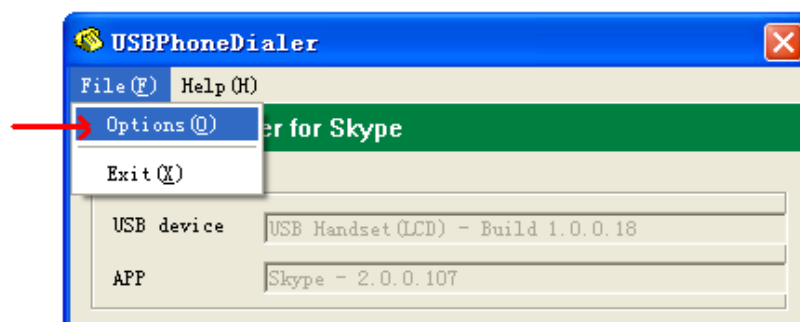 USBPhoneDialer
File(F) Help(H)
Options(O)
er for Skype
Exit(X)
USB device USB Handset(LCD) - Build 1.0.0.18
APP Skype - 2.0.0.107